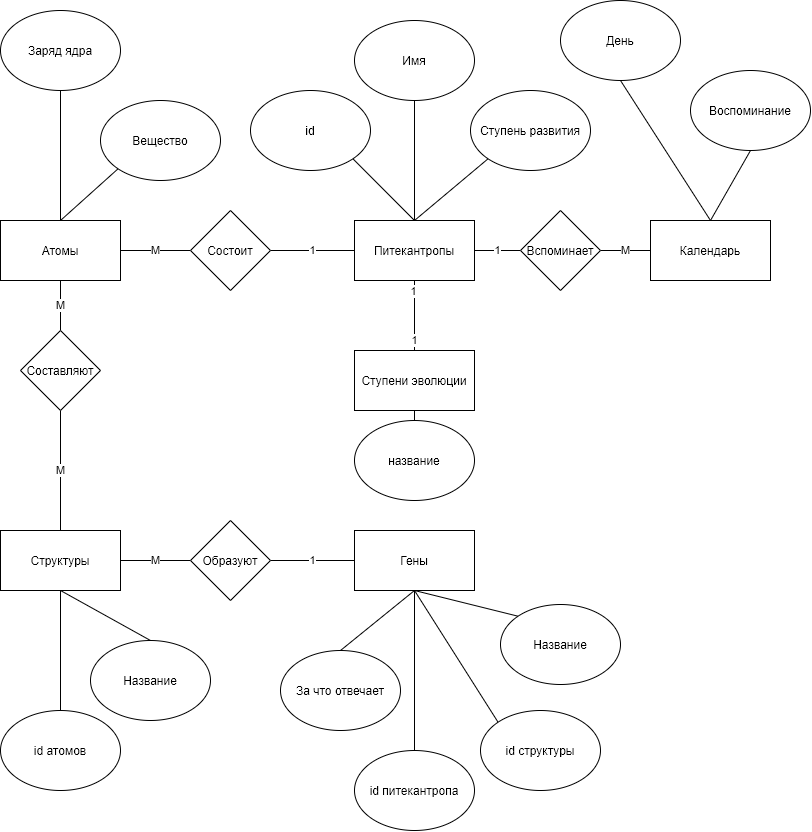 День
Заряд ядра
Имя
Воспоминание
id
Ступень развития
Вещество
Атомы
М
Состоит
1
Питекантропы
1
Вспоминает
М
Календарь
М
1
1
Составляют
Ступени эволюции
название
М
Структуры
М
Образуют
1
Гены
Название
Название
За что отвечает
id атомов
id структуры
id питекантропа